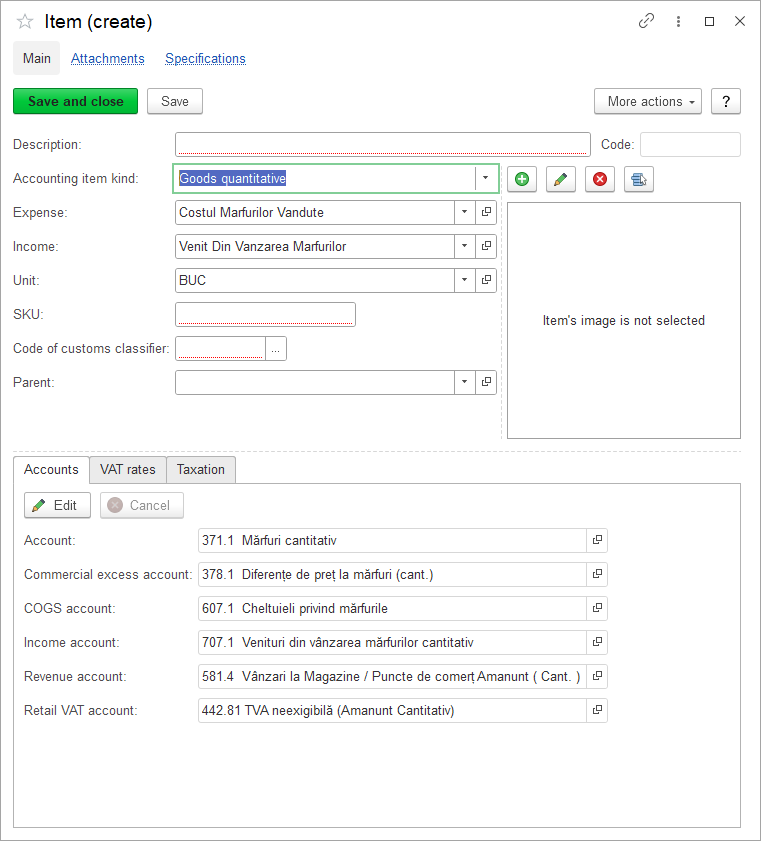 Item (create)
Main Attachments Specifications
Save and close Save More actions ?
Description: Code:
Accounting item kind: Goods quantitative
Expense: Costul Marfurilor Vandute
Income: Venit Din Vanzarea Marfurilor
Unit: BUC
SKU:
Code of customs classifier: ...
Parent:
Item's image is not selected
Accounts VAT rates Taxation
Edit Cancel
Account: 371.1 Mărfuri cantitativ
Commercial excess account: 378.1 Diferențe de preț la mărfuri (cant.)
COGS account: 607.1 Cheltuieli privind mărfurile
Income account: 707.1 Venituri din vânzarea mărfurilor cantitativ
Revenue account: 581.4 Vânzari la Magazine / Puncte de comerț Amanunt ( Cant. )
Retail VAT account: 442.81 TVA neexigibilă (Amanunt Cantitativ)